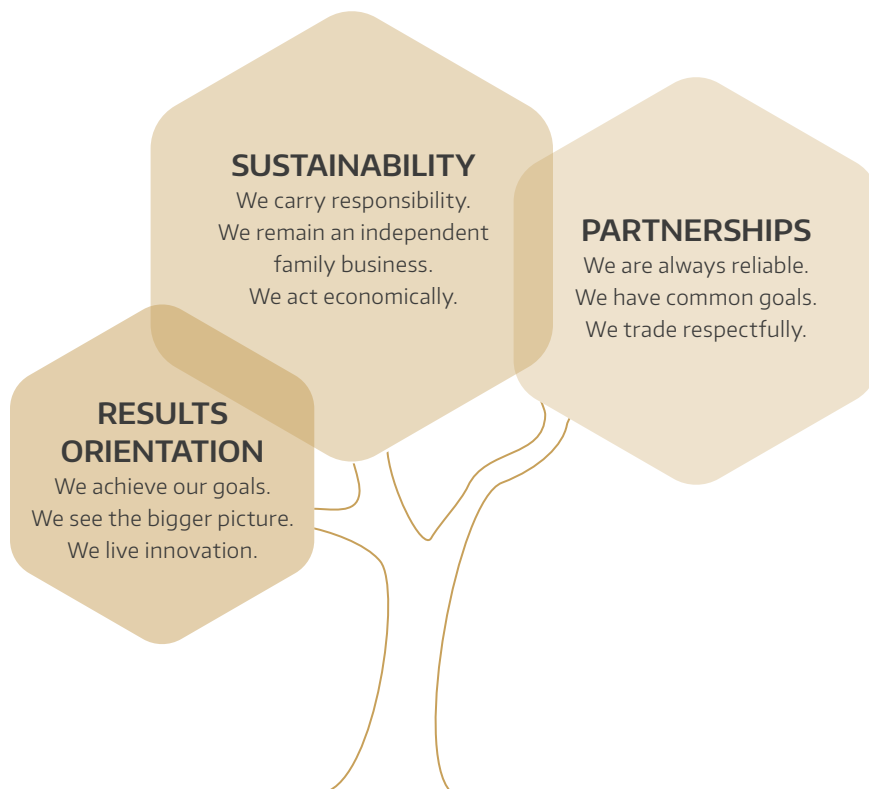 SUSTAINABILITY
We carry responsibility.
We remain an independent
family business.
We act economically.
PARTNERSHIPS
We are always reliable.
We have common goals.
We trade respectfully.
RESULTS
ORIENTATION
We achieve our goals.
We see the bigger picture.
We live innovation.